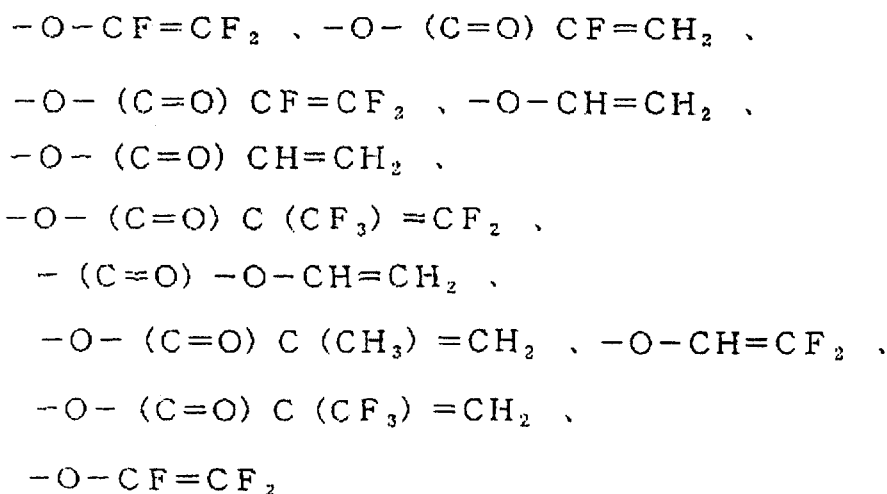 -O-CF=CF₂ 、-O- (C=O) CF=CH₂ 、
-O- (C=O) CF=CF₂ 、-O-CH=CH₂ 、
-O- (C=O) CH=CH₂ 、
-O- (C=O) C (CF₃) =CF₂ 、
- (C=O) -O-CH=CH₂ 、
-O- (C=O) C (CH₃) =CH₂ 、-O-CH=CF₂ 、
-O- (C=O) C (CF₃) =CH₂ 、
-O-CF=CF₂